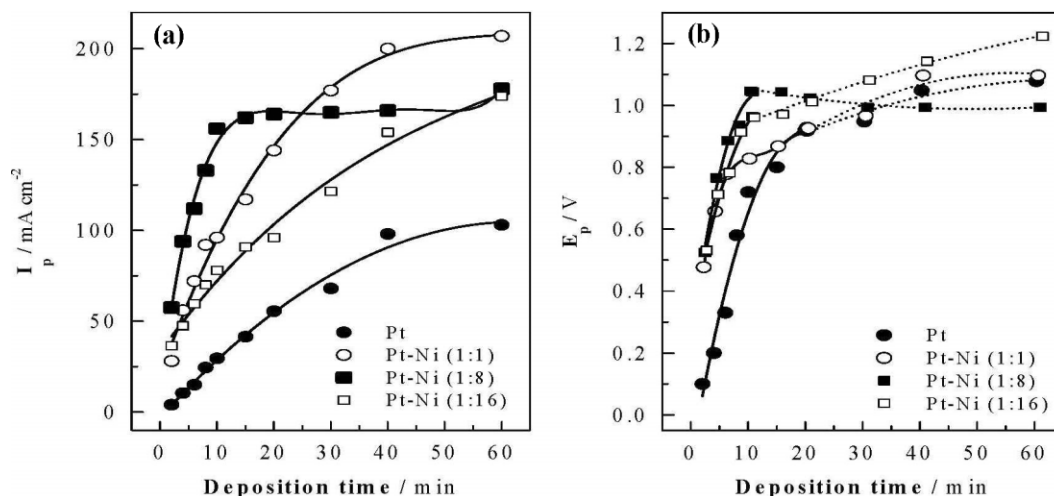 (a)
200
150
100
50
0
I p / mA cm-2
Pt
Pt-Ni (1:1)
Pt-Ni (1:8)
Pt-Ni (1:16)
0 10 20 30 40 50 60
Deposition time / min
(b)
1.2
1.0
0.8
0.6
0.4
0.2
0.0
E p / V
Pt
Pt-Ni (1:1)
Pt-Ni (1:8)
Pt-Ni (1:16)
0 10 20 30 40 50 60
Deposition time / min